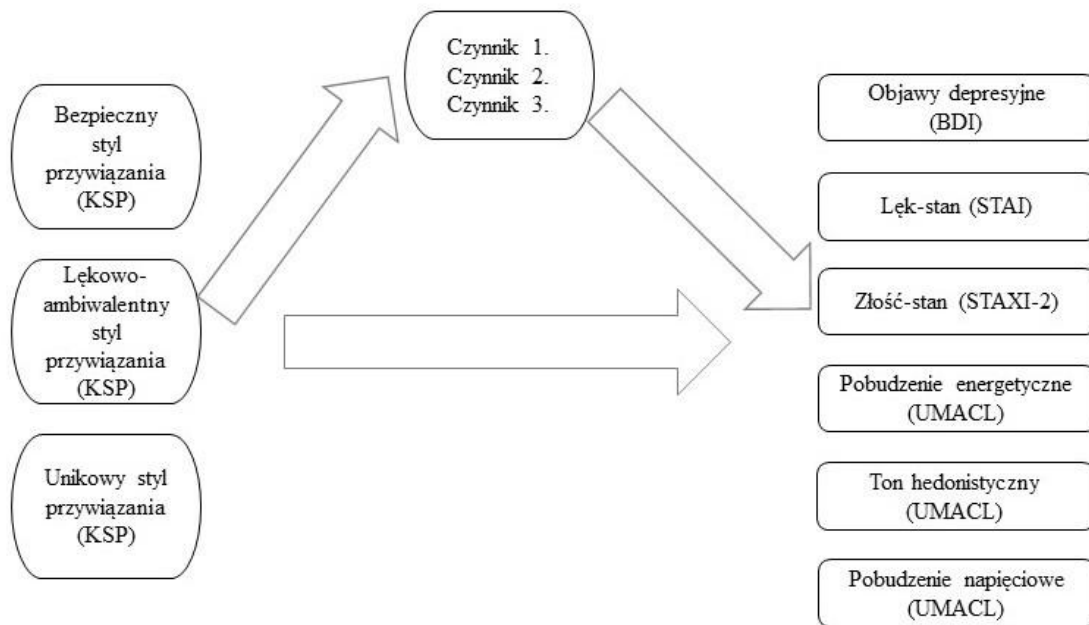 Bezpieczny
styl
przywiązania
(KSP)
Lękowo-
ambiwalentny
styl
przywiązania
(KSP)
Unikowy styl
przywiązania
(KSP)
Czynnik 1.
Czynnik 2.
Czynnik 3.
Objawy depresyjne
(BDI)
Lęk-stan (STAI)
Złość-stan (STAXI-2)
Pobudzenie energetyczne
(UMACL)
Ton hedonistyczny
(UMACL)
Pobudzenie napięciowe
(UMACL)